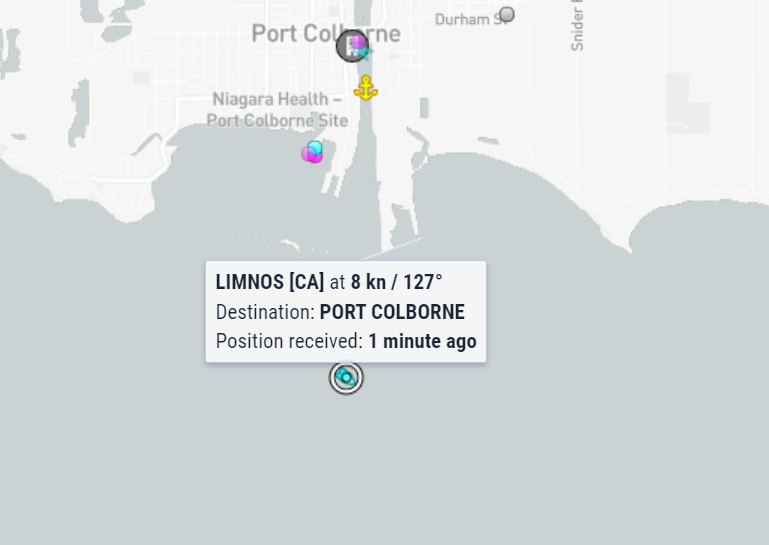 Port Colborne
Durham St
Snider
Niagara Health –
Port Colborne Site
LIMNOS [CA] at 8 kn / 127°
Destination: PORT COLBORNE
Position received: 1 minute ago